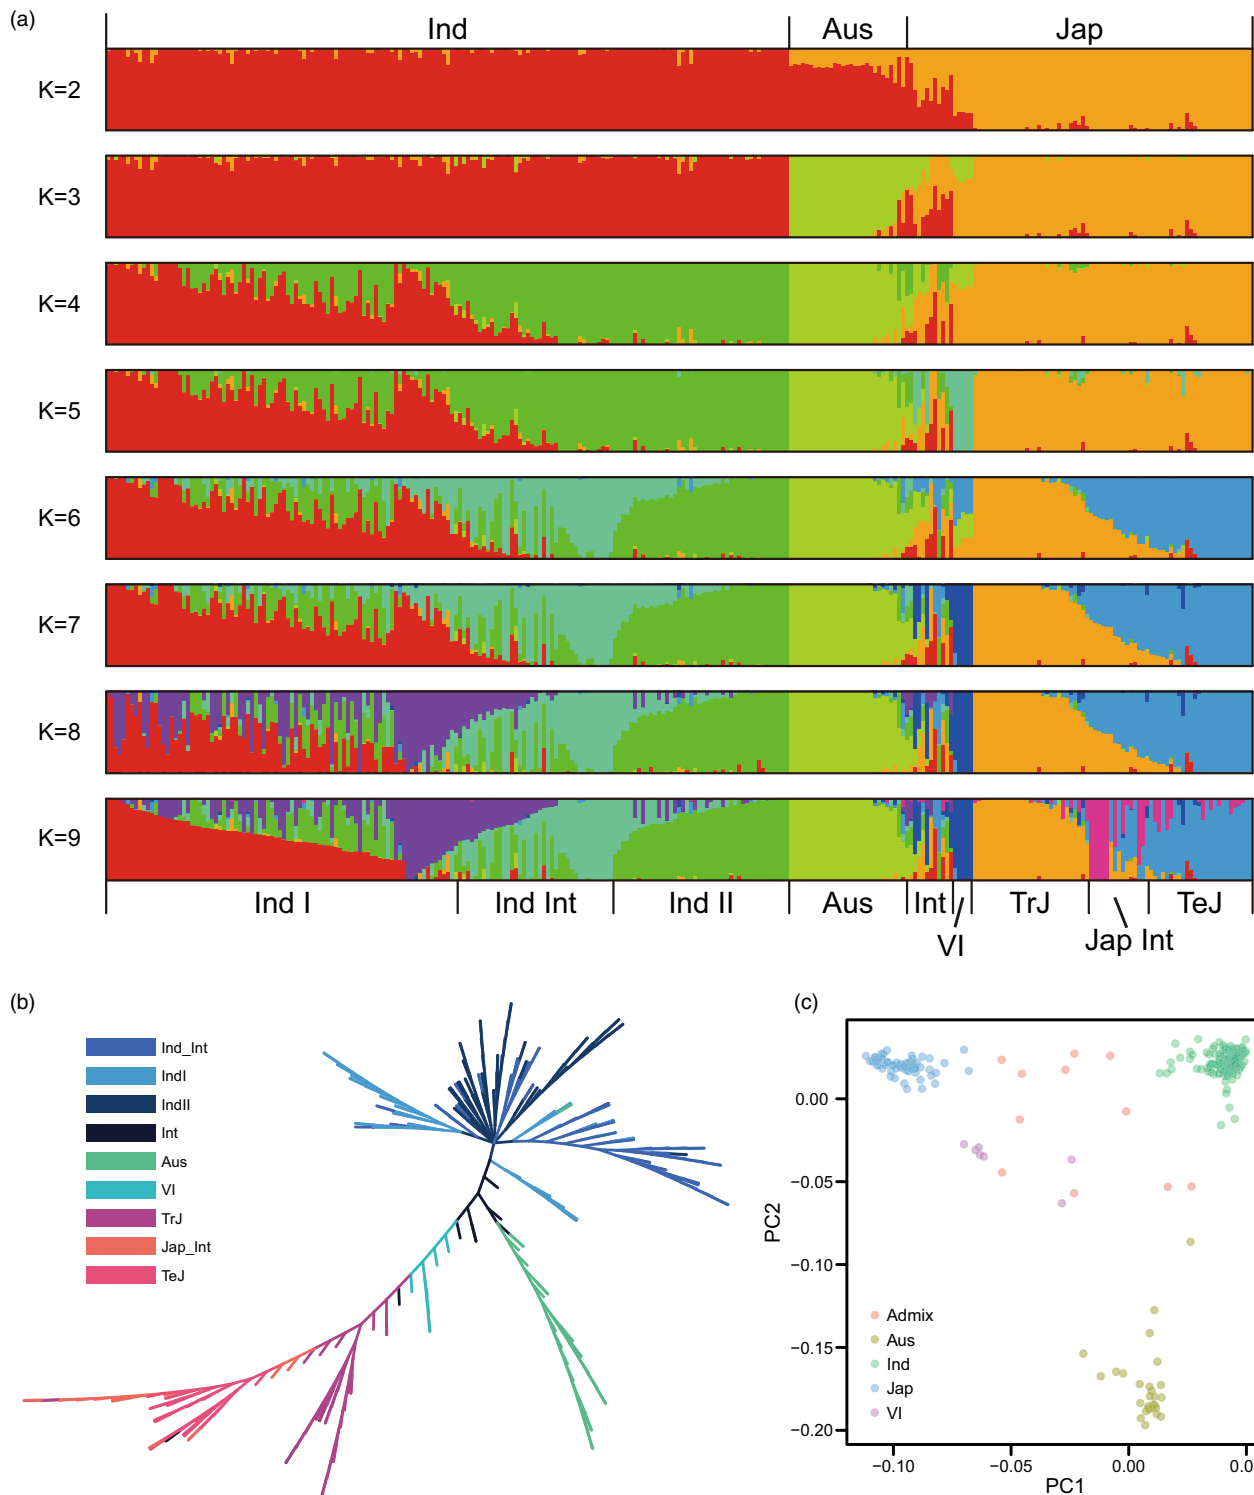 (a)
Ind Aus Jap
K=2
K=3
K=4
K=5
K=6
K=7
K=8
K=9
Ind I Ind Int Ind II Aus Int TrJ TeJ
VI Jap Int
(b)
Ind_Int
IndI
IndII
Int
Aus
VI
TrJ
Jap_Int
TeJ
(c)
0.00
−0.05
−0.10
−0.15
−0.20
PC2
Admix
Aus
Ind
Jap
VI
−0.10 −0.05 0.00
PC1